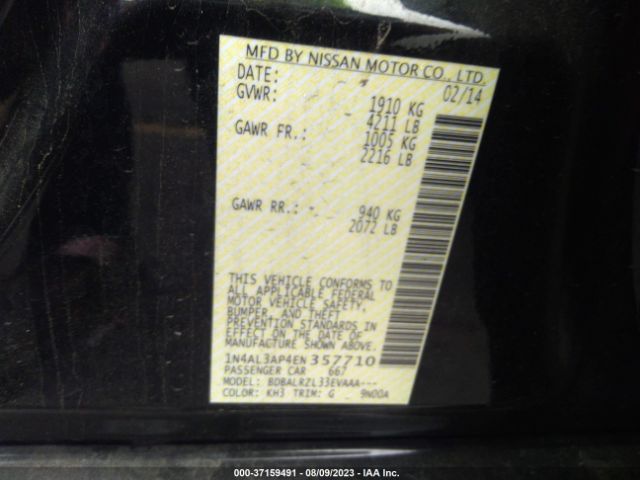 MFD BY NISSAN MOTOR CO., LTD.
DATE: 02/14
GVWR: 1910 KG
4211 LB
GAWR FR.: 1005 KG
2216 LB
GAWR RR.: 940 KG
2072 LB
THIS VEHICLE CONFORMS TO
ALL APPLICABLE FEDERAL
MOTOR VEHICLE SAFETY,
BUMPER, AND THEFT
PREVENTION STANDARDS IN
EFFECT ON THE DATE OF
MANUFACTURE SHOWN ABOVE.
1N4AL3AP4EN 357710
PASSENGER CAR 667
MODEL: BDBALRZL33EVAAA---
COLOR: KH3 TRIM: G 9N00A
000-37159491 - 08/09/2023 - IAA Inc.